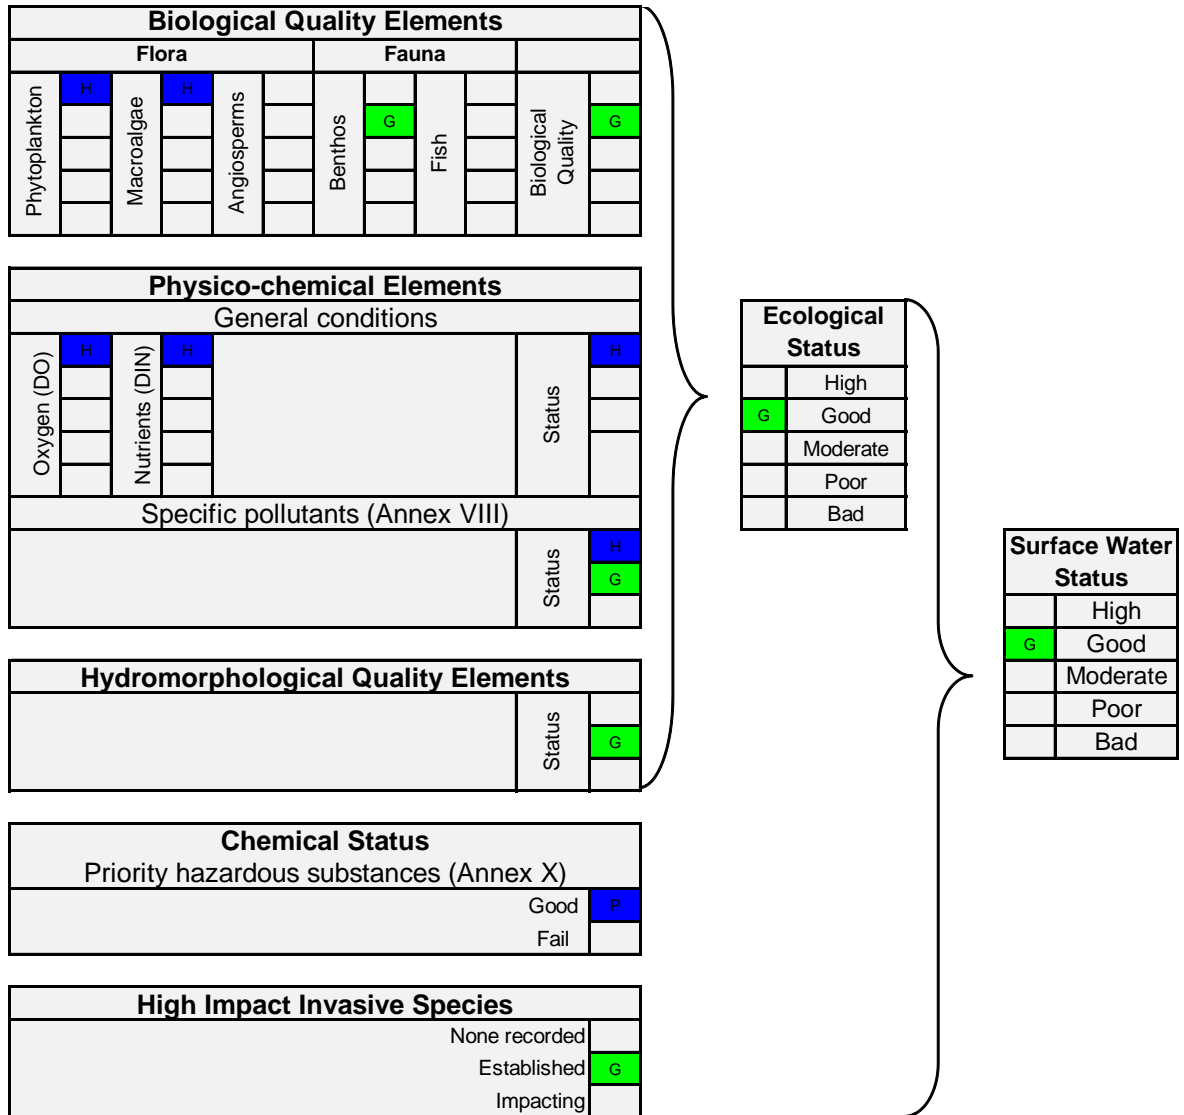 Biological Quality Elements
Flora
Fauna
Phytoplankton
H
Macroalgae
H
Angiosperms
Benthos
G
Fish
Biological
Quality
G
Physico-chemical Elements
General conditions
Oxygen (DO)
H
Nutrients (DIN)
H
Status
H
Specific pollutants (Annex VIII)
Status
H
G
Hydromorphological Quality Elements
Status
G
Chemical Status
Priority hazardous substances (Annex X)
Good P
Fail
High Impact Invasive Species
None recorded
Established G
Impacting
Ecological
Status
High
G Good
Moderate
Poor
Bad
Surface Water
Status
High
G Good
Moderate
Poor
Bad